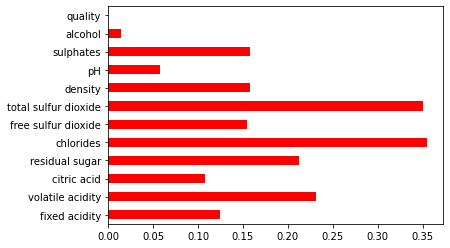 quality
alcohol
sulphates
pH
density
total sulfur dioxide
free sulfur dioxide
chlorides
residual sugar
citric acid
volatile acidity
fixed acidity
0.00 0.05 0.10 0.15 0.20 0.25 0.30 0.35